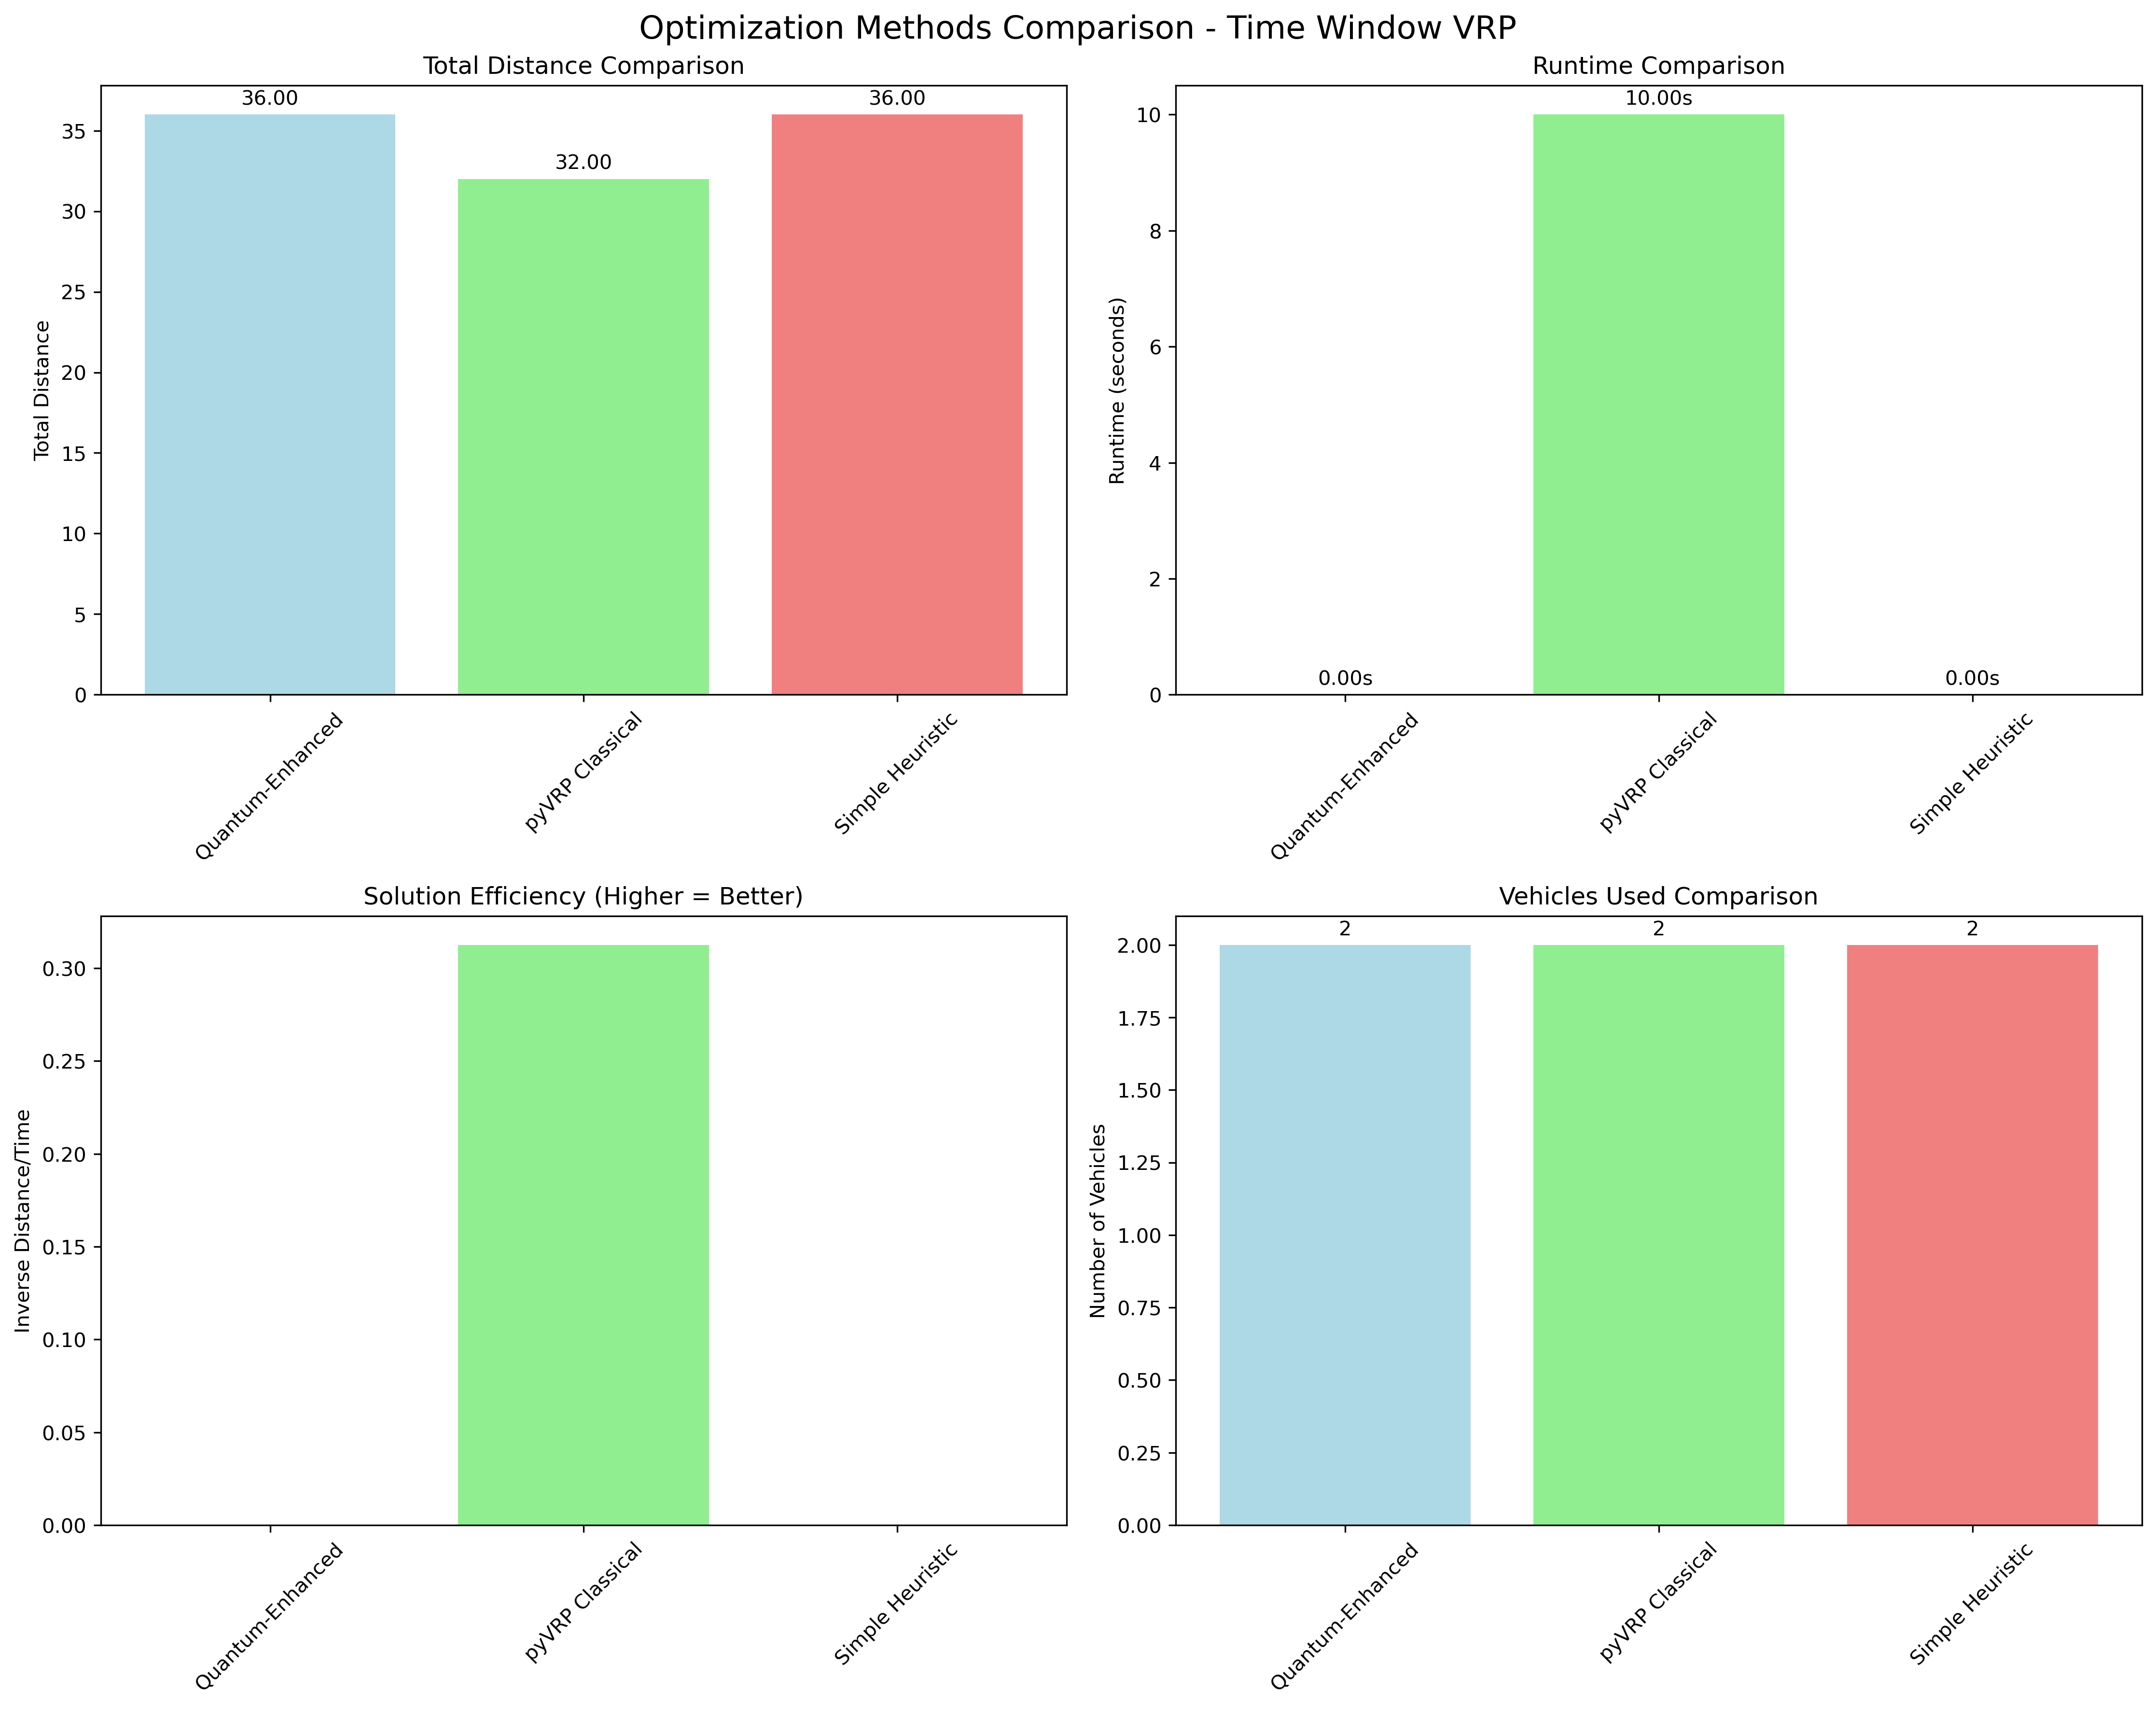 Optimization Methods Comparison - Time Window VRP
Total Distance Comparison
Total Distance
0
5
10
15
20
25
30
35
36.00
32.00
36.00
Quantum-Enhanced
pyVRP Classical
Simple Heuristic
Runtime Comparison
Runtime (seconds)
0
2
4
6
8
10
0.00s
10.00s
0.00s
Quantum-Enhanced
pyVRP Classical
Simple Heuristic
Solution Efficiency (Higher = Better)
Inverse Distance/Time
0.00
0.05
0.10
0.15
0.20
0.25
0.30
Quantum-Enhanced
pyVRP Classical
Simple Heuristic
Vehicles Used Comparison
Number of Vehicles
0.00
0.25
0.50
0.75
1.00
1.25
1.50
1.75
2.00
2
2
2
Quantum-Enhanced
pyVRP Classical
Simple Heuristic